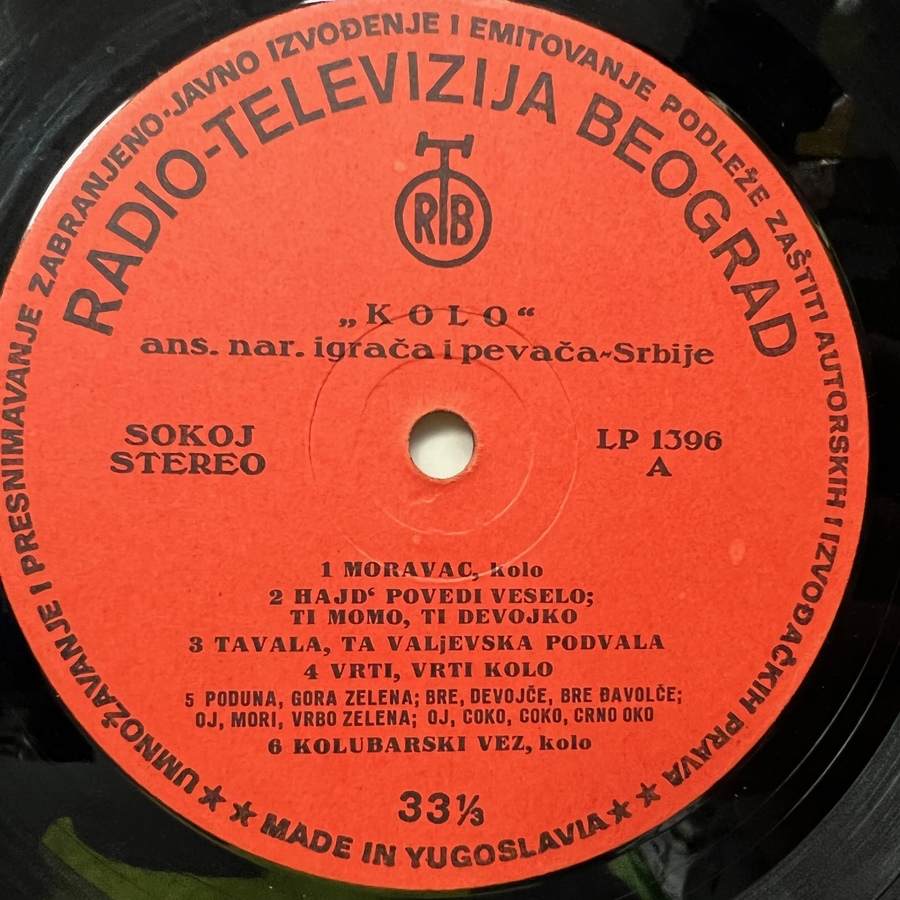 UMNOŽAVANJE I PRESNIMAVANJE ZABRANJENO·JAVNO IZVOĐENJE I EMITOVANJE PODLEŽE ZAŠTITI AUTORSKIH I IZVOĐAČKIH PRAVA
RADIO-TELEVIZIJA BEOGRAD
RTB
„KOLO“
ans. nar. igrača i pevača-Srbije
SOKOJ
STEREO
LP 1396
A
1 MORAVAC, kolo
2 HAJD‘ POVEDI VESELO;
TI MOMO, TI DEVOJKO
3 TAVALA, TA VALjEVSKA PODVALA
4 VRTI, VRTI KOLO
5 PODUNA, GORA ZELENA; BRE, DEVOJČE, BRE ĐAVOLČE;
OJ, MORI, VRBO ZELENA; OJ, COKO, COKO, CRNO OKO
6 KOLUBARSKI VEZ, kolo
33⅓
★ ★ MADE IN YUGOSLAVIA ★ ★